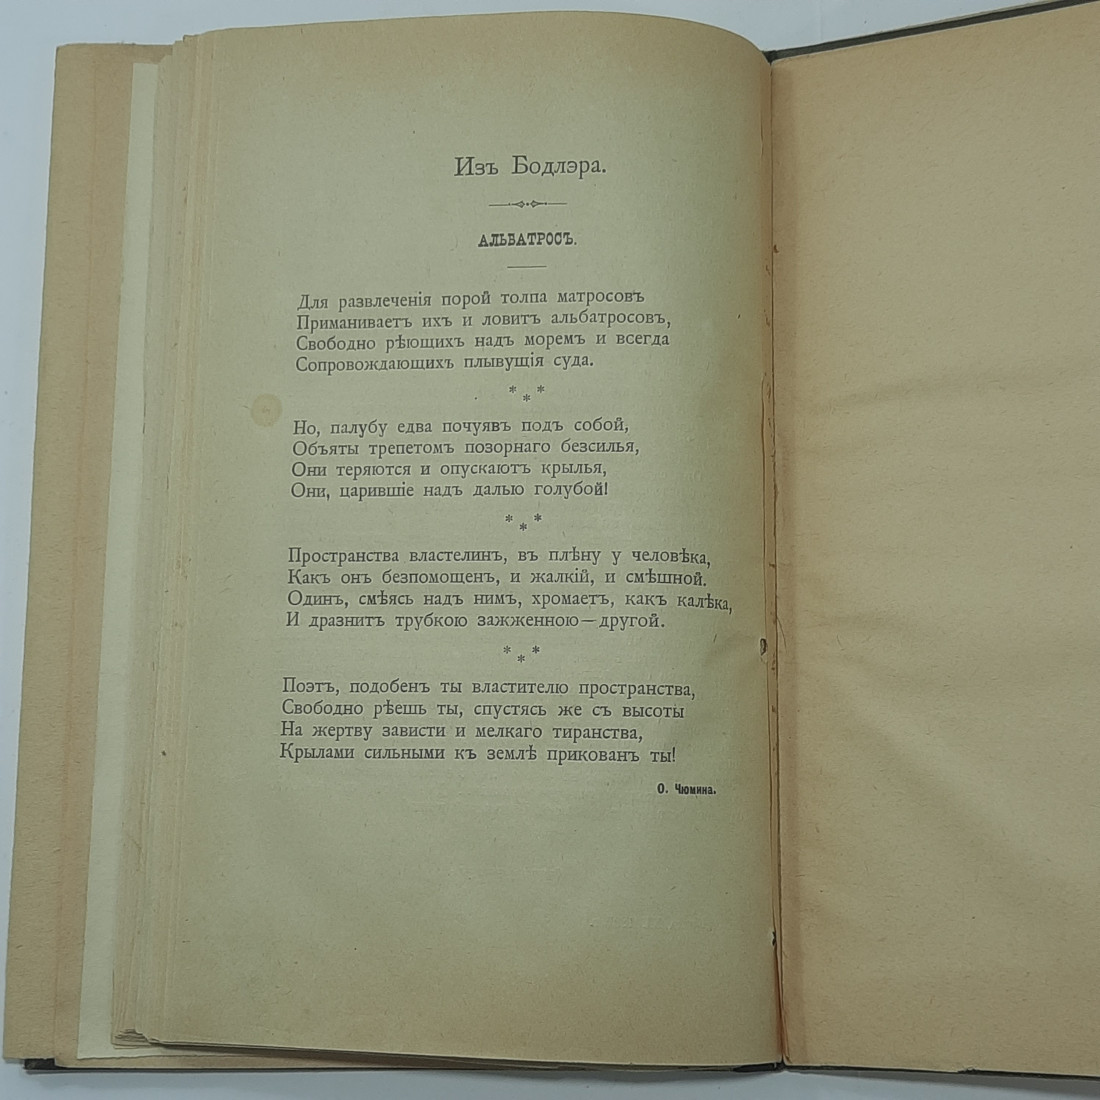 Изъ Бодлэра.
АЛЬБАТРОСЪ.
Для развлеченія порой толпа матросовъ
Приманиваетъ ихъ и ловитъ альбатросовъ,
Свободно рѣющихъ надъ моремъ и всегда
Сопровождающихъ плывущія суда.
* * *
Но, палубу едва почуявъ подъ собой,
Объяты трепетомъ позорнаго безсилья,
Они теряются и опускаютъ крылья,
Они, царившіе надъ далью голубой!
* * *
Пространства властелинъ, въ плѣну у человѣка,
Какъ онъ безпомощенъ, и жалкій, и смѣшной.
Одинъ, смѣясь надъ нимъ, хромаетъ, какъ калѣка,
И дразнитъ трубкою зажженною—другой.
* * *
Поэтъ, подобенъ ты властителю пространства,
Свободно рѣешь ты, спустясь же съ высоты
На жертву зависти и мелкаго тиранства,
Крылами сильными къ землѣ прикованъ ты!
О. Чюмина.